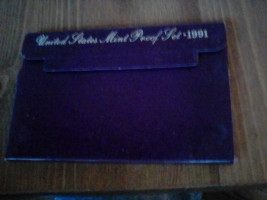 United States Mint Proof Set • 1991